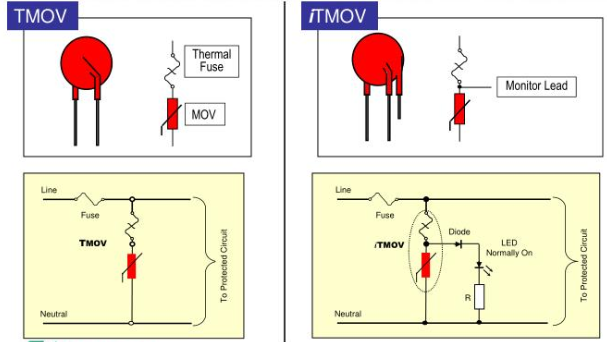 TMOV
Thermal
Fuse
MOV
Line
Fuse
TMOV
Neutral
To Protected Circuit
iTMOV
Monitor Lead
Line
Fuse
Diode
iTMOV
LED
Normally On
R
Neutral
To Protected Circuit